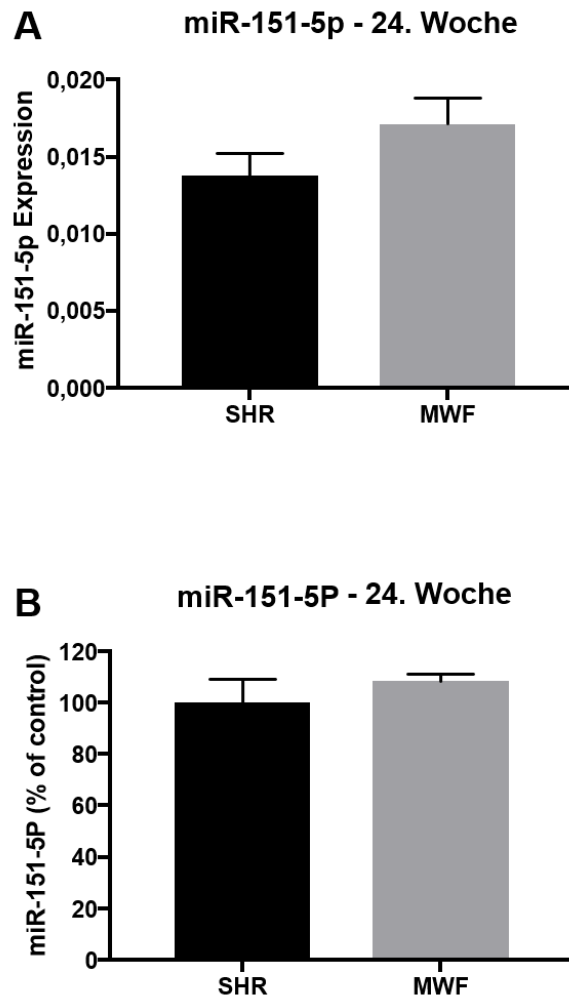 A
miR-151-5p - 24. Woche
miR-151-5p Expression
0,020
0,015
0,010
0,005
0,000
SHR MWF
B
miR-151-5P - 24. Woche
miR-151-5P (% of control)
120
100
80
60
40
20
0
SHR MWF